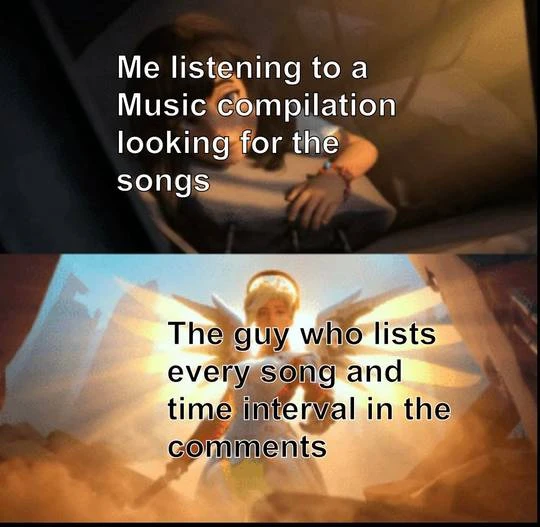 Me listening to a
Music compilation
looking for the
songs
The guy who lists
every song and
time interval in the
comments